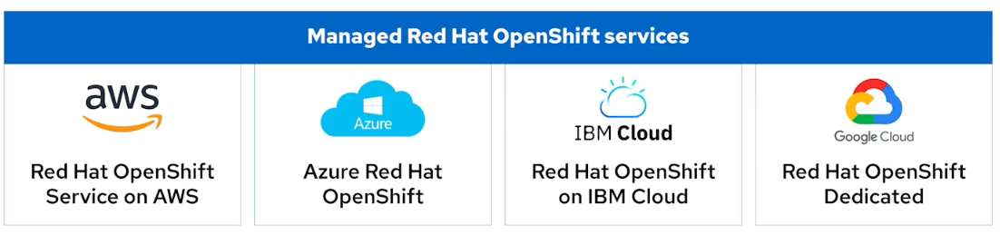 Managed Red Hat OpenShift services
aws
Red Hat OpenShift
Service on AWS
Azure
Azure Red Hat
OpenShift
IBM Cloud
Red Hat OpenShift
on IBM Cloud
Google Cloud
Red Hat OpenShift
Dedicated